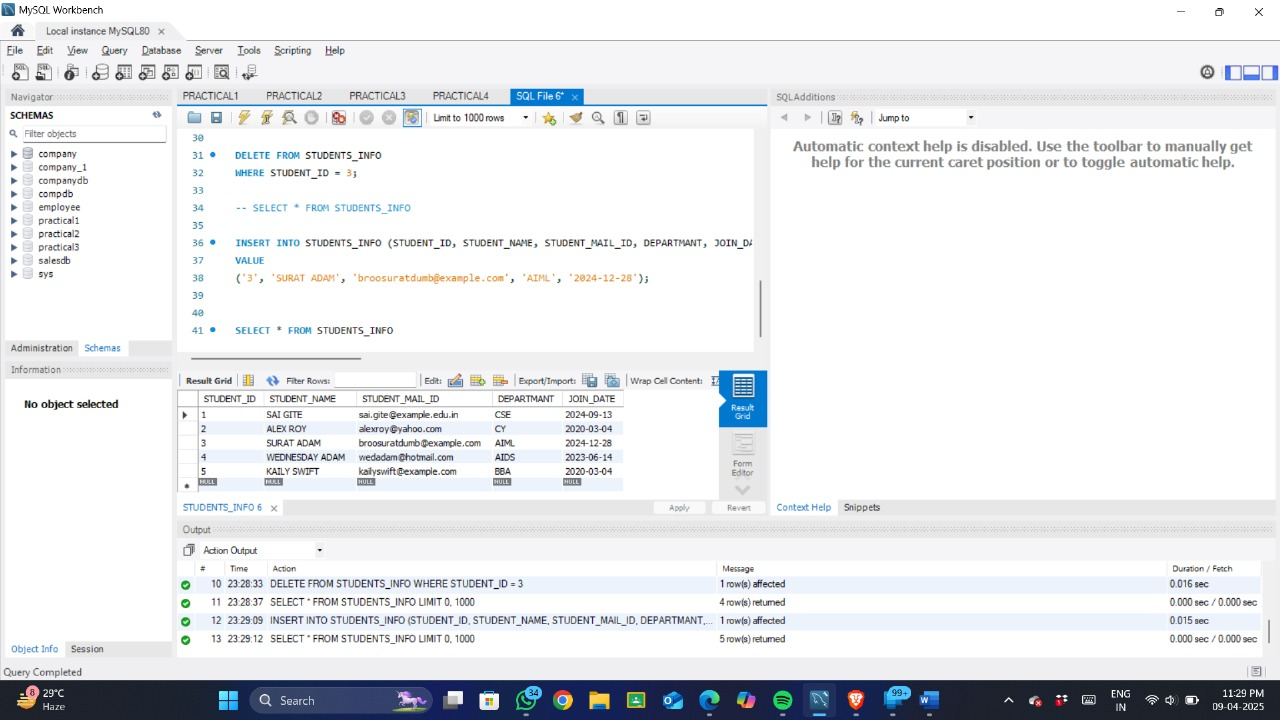 MySQL Workbench
Local instance MySQL80
File Edit View Query Database Server Tools Scripting Help
Navigator
SCHEMAS
Filter objects
company
company_1
companydb
compdb
employee
practical1
practical2
practical3
salesdb
sys
Administration Schemas
Information
No object selected
Object Info Session
Query Completed
PRACTICAL1 PRACTICAL2 PRACTICAL3 PRACTICAL4 SQL File 6*
Limit to 1000 rows
30
31 DELETE FROM STUDENTS_INFO
32 WHERE STUDENT_ID = 3;
33
34 -- SELECT * FROM STUDENTS_INFO
35
36 INSERT INTO STUDENTS_INFO (STUDENT_ID, STUDENT_NAME, STUDENT_MAIL_ID, DEPARTMANT, JOIN_DA
37 VALUE
38 ('3', 'SURAT ADAM', 'broosuratdumb@example.com', 'AIML', '2024-12-28');
39
40
41 SELECT * FROM STUDENTS_INFO
Result Grid Filter Rows: Edit: Export/Import: Wrap Cell Content:
STUDENT_ID STUDENT_NAME STUDENT_MAIL_ID DEPARTMANT JOIN_DATE
1 SAI GITE sai.gite@example.edu.in CSE 2024-09-13
2 ALEX ROY alexroy@yahoo.com CY 2020-03-04
3 SURAT ADAM broosuratdumb@example.com AIML 2024-12-28
4 WEDNESDAY ADAM wedadam@hotmail.com AIDS 2023-06-14
5 KAILY SWIFT kailyswift@example.com BBA 2020-03-04
NULL NULL NULL NULL NULL
Result Grid
Form Editor
STUDENTS_INFO 6
Apply Revert
SQLAdditions
Jump to
Automatic context help is disabled. Use the toolbar to manually get
help for the current caret position or to toggle automatic help.
Context Help Snippets
Output
Action Output
# Time Action Message Duration / Fetch
10 23:28:33 DELETE FROM STUDENTS_INFO WHERE STUDENT_ID = 3 1 row(s) affected 0.016 sec
11 23:28:37 SELECT * FROM STUDENTS_INFO LIMIT 0, 1000 4 row(s) returned 0.000 sec / 0.000 sec
12 23:29:09 INSERT INTO STUDENTS_INFO (STUDENT_ID, STUDENT_NAME, STUDENT_MAIL_ID, DEPARTMANT,... 1 row(s) affected 0.015 sec
13 23:29:12 SELECT * FROM STUDENTS_INFO LIMIT 0, 1000 5 row(s) returned 0.000 sec / 0.000 sec
8
29°C
Haze
Search
34
99+
ENG
IN
11:29 PM
09-04-2025